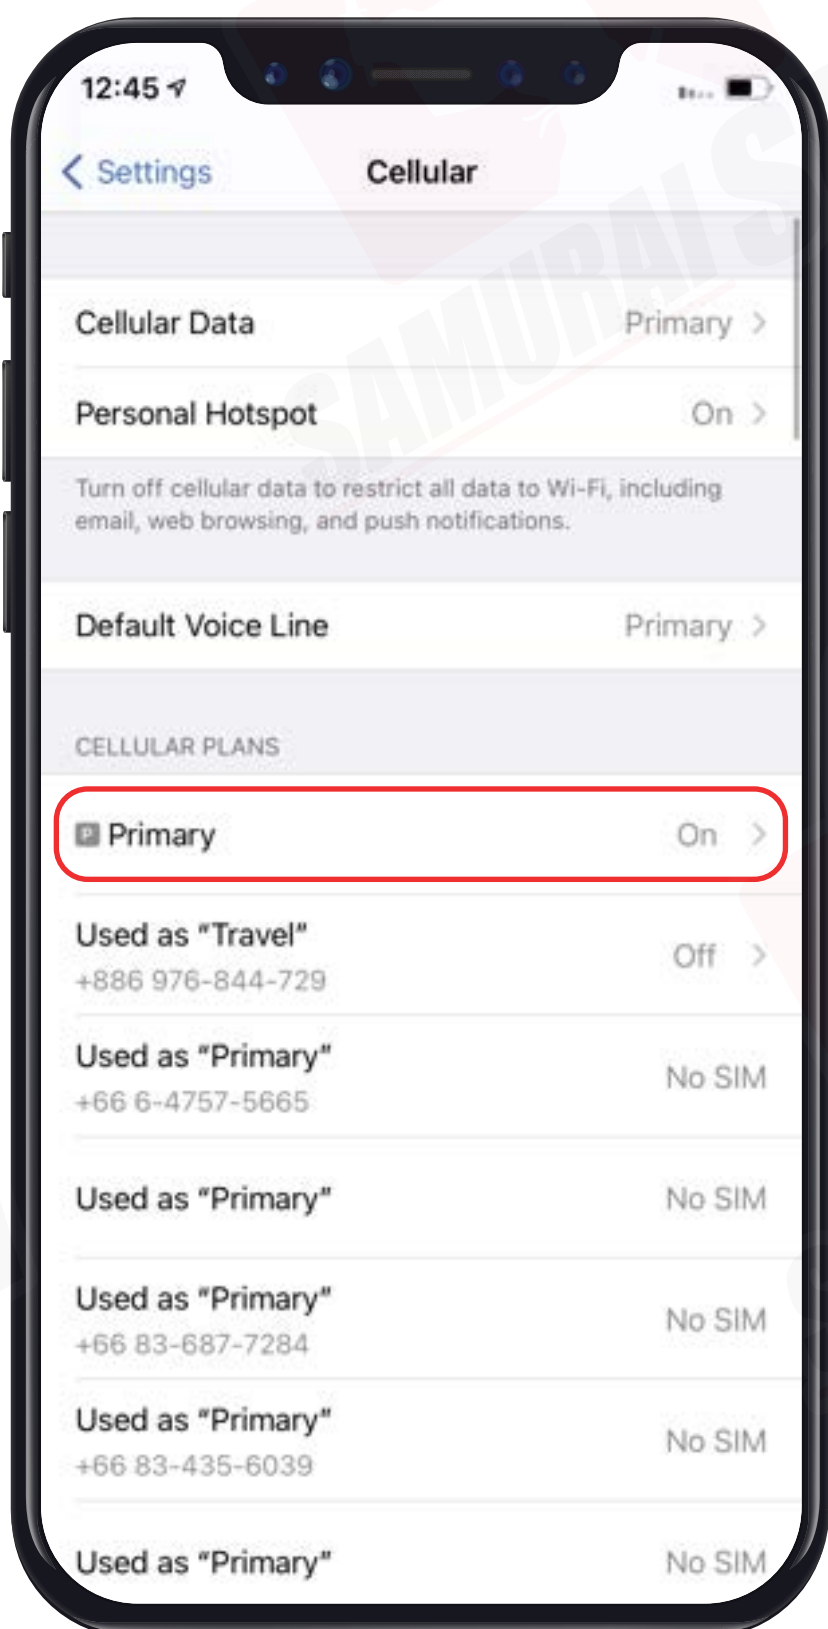 12:45
Settings
Cellular
Cellular Data Primary
Personal Hotspot On
Turn off cellular data to restrict all data to Wi-Fi, including
email, web browsing, and push notifications.
Default Voice Line Primary
CELLULAR PLANS
P Primary On
Used as “Travel” Off
+886 976-844-729
Used as “Primary” No SIM
+66 6-4757-5665
Used as “Primary” No SIM
Used as “Primary” No SIM
+66 83-687-7284
Used as “Primary” No SIM
+66 83-435-6039
Used as “Primary” No SIM
SAMURAI S